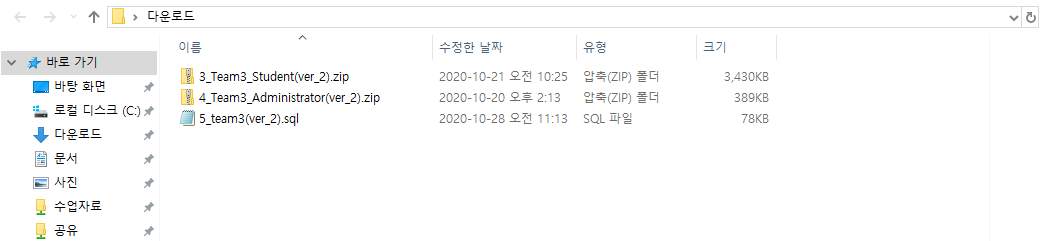 다운로드
이름 수정한 날짜 유형 크기
바로 가기
바탕 화면
로컬 디스크 (C:)
다운로드
문서
사진
수업자료
공유
3_Team3_Student(ver_2).zip 2020-10-21 오전 10:25 압축(ZIP) 폴더 3,430KB
4_Team3_Administrator(ver_2).zip 2020-10-20 오후 2:13 압축(ZIP) 폴더 389KB
5_team3(ver_2).sql 2020-10-28 오전 11:13 SQL 파일 78KB